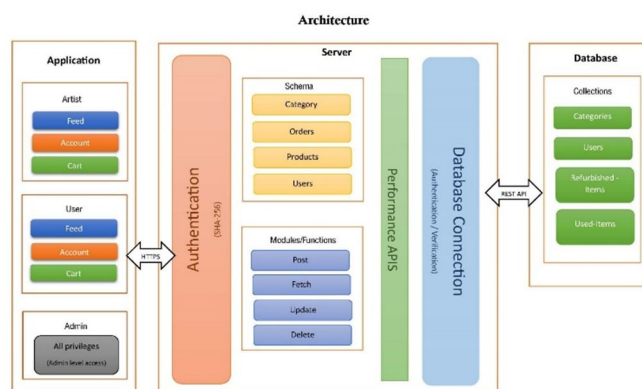 Architecture
Application
Artist
Feed
Account
Cart
User
Feed
Account
Cart
Admin
All privileges
(Admin level access)
HTTPS
Server
Authentication
(SHA-256)
Schema
Category
Orders
Products
Users
Modules/Functions
Post
Fetch
Update
Delete
Performance APIS
Database Connection
(Authentication / Verification)
REST API
Database
Collections
Categories
Users
Refurbished -
Items
Used-Items